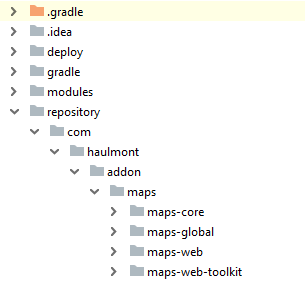 .gradle
.idea
deploy
gradle
modules
repository
com
haulmont
addon
maps
maps-core
maps-global
maps-web
maps-web-toolkit